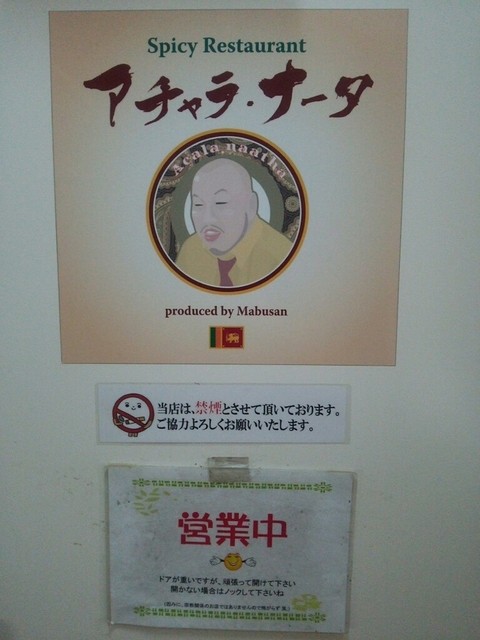 Spicy Restaurant
アチャラ・ナータ
Acala,naatha
produced by Mabusan
当店は、禁煙とさせて頂いております。
ご協力よろしくお願いいたします。
営業中
ドアが重いですが、頑張って開けて下さい
開かない場合はノックして下さいね